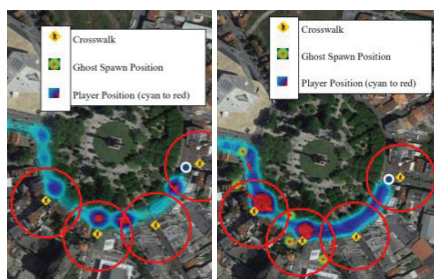 Crosswalk
Ghost Spawn Position
Player Position (cyan to red)
Crosswalk
Ghost Spawn Position
Player Position (cyan to red)